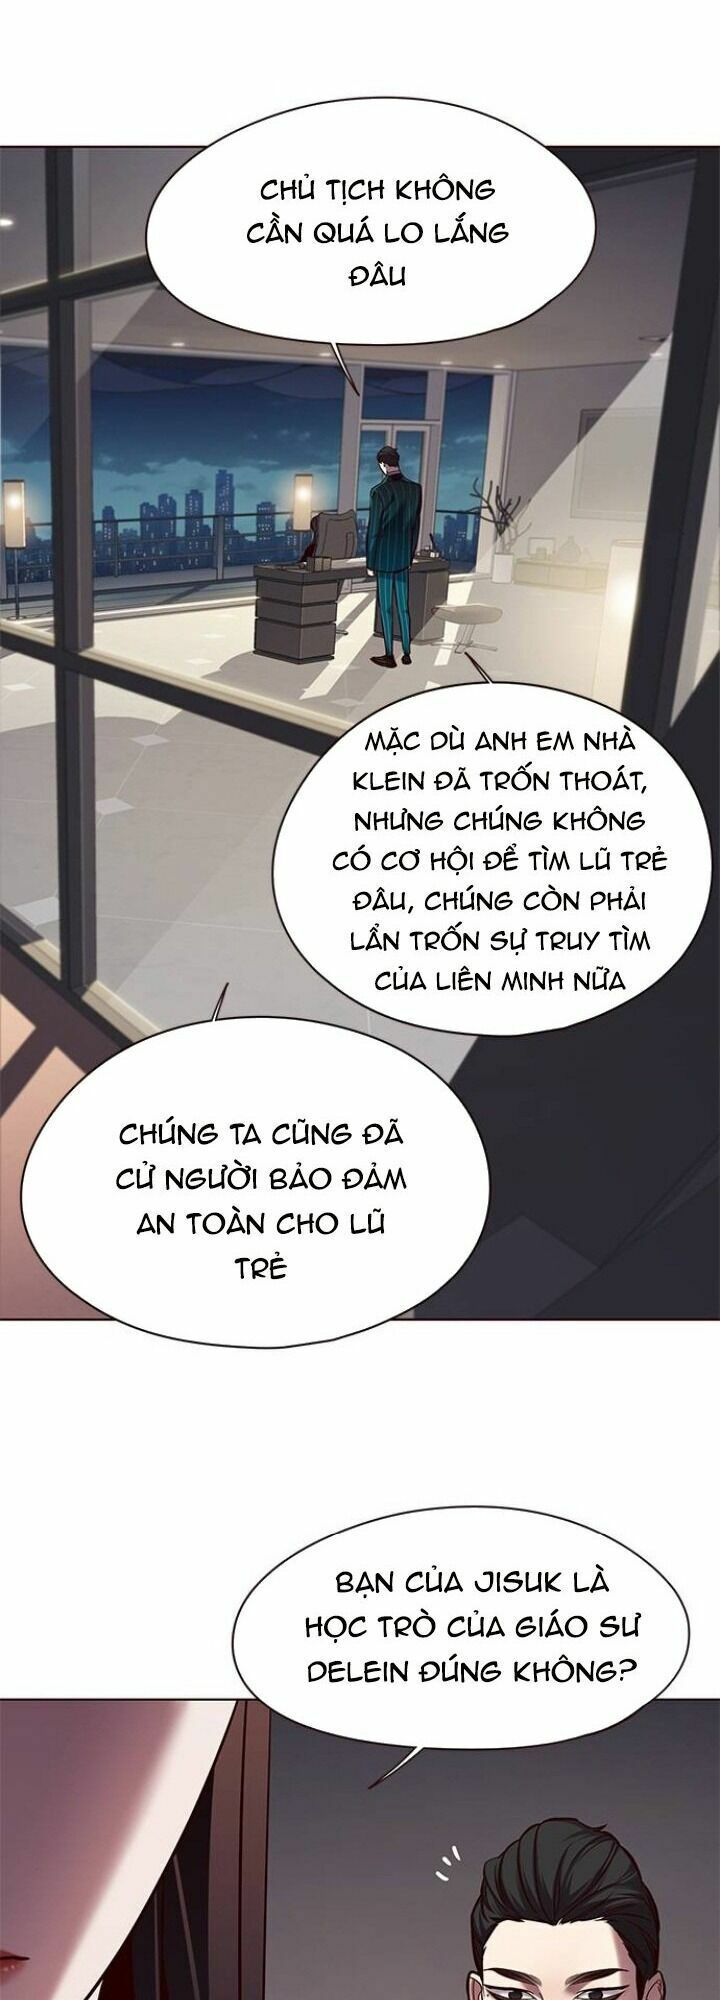 CHỦ TỊCH KHÔNG
CẦN QUÁ LO LẮNG
ĐÂU
MẶC DÙ ANH EM NHÀ
KLEIN ĐÃ TRỐN THOÁT,
NHƯNG CHÚNG KHÔNG
CÓ CƠ HỘI ĐỂ TÌM LŨ TRẺ
ĐÂU, CHÚNG CÒN PHẢI
LẨN TRỐN SỰ TRUY TÌM
CỦA LIÊN MINH NỮA
CHÚNG TA CŨNG ĐÃ
CỬ NGƯỜI BẢO ĐẢM
AN TOÀN CHO LŨ
TRẺ
BẠN CỦA JISUK LÀ
HỌC TRÒ CỦA GIÁO SƯ
DELEIN ĐÚNG KHÔNG?